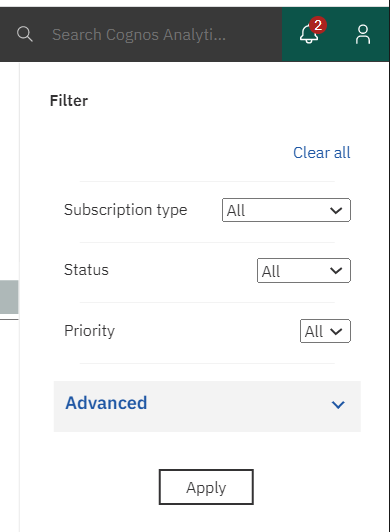 Search Cognos Analyti...
2
Filter
Clear all
Subscription type All
Status All
Priority All
Advanced
Apply